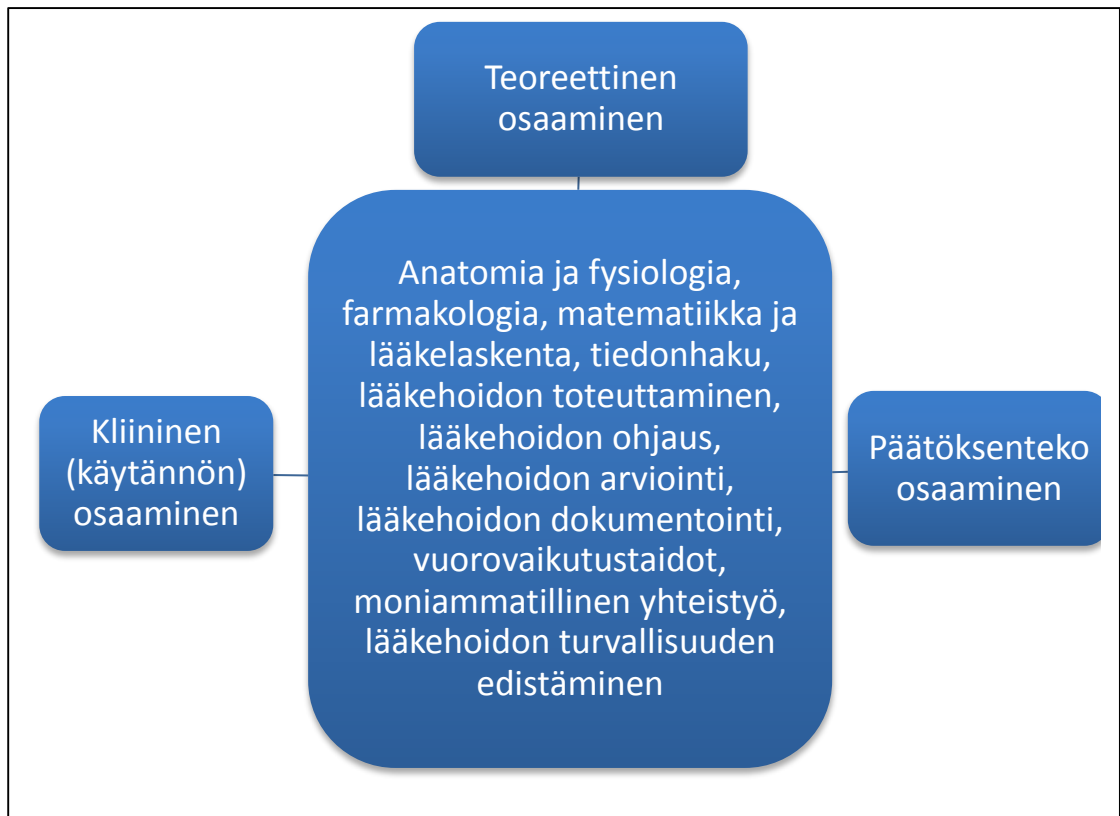 Teoreettinen
osaaminen
Anatomia ja fysiologia,
farmakologia, matematiikka ja
lääkelaskenta, tiedonhaku,
lääkehoidon toteuttaminen,
lääkehoidon ohjaus,
lääkehoidon arviointi,
lääkehoidon dokumentointi,
vuorovaikutustaidot,
moniammatillinen yhteistyö,
lääkehoidon turvallisuuden
edistäminen
Kliininen
(käytännön)
osaaminen
Päätöksenteko
osaaminen